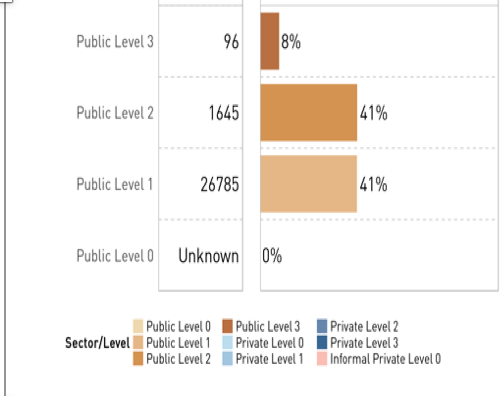 Public Level 3 96 8%
Public Level 2 1645 41%
Public Level 1 26785 41%
Public Level 0 Unknown 0%
Public Level 0 Public Level 3 Private Level 2
Sector/Level Public Level 1 Private Level 0 Private Level 3
Public Level 2 Private Level 1 Informal Private Level 0